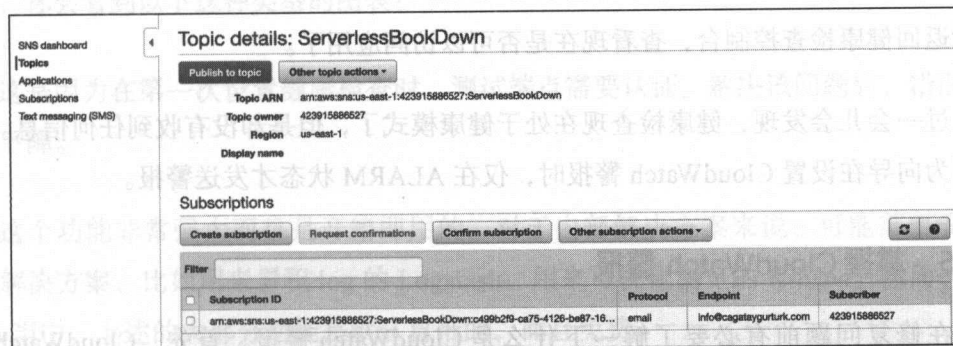 SNS dashboard
Topics
Applications
Subscriptions
Text messaging (SMS)
Topic details: ServerlessBookDown
Publish to topic
Other topic actions
Topic ARN arn:aws:sns:us-east-1:423915886527:ServerlessBookDown
Topic owner 423915886527
Region us-east-1
Display name
Subscriptions
Create subscription Request confirmations Confirm subscription Other subscription actions
Filter
Subscription ID Protocol Endpoint Subscriber
arn:aws:sns:us-east-1:423915886527:ServerlessBookDown:c499b2f9-ca75-4126-be87-16... email info@cagataygurturk.com 423915886527